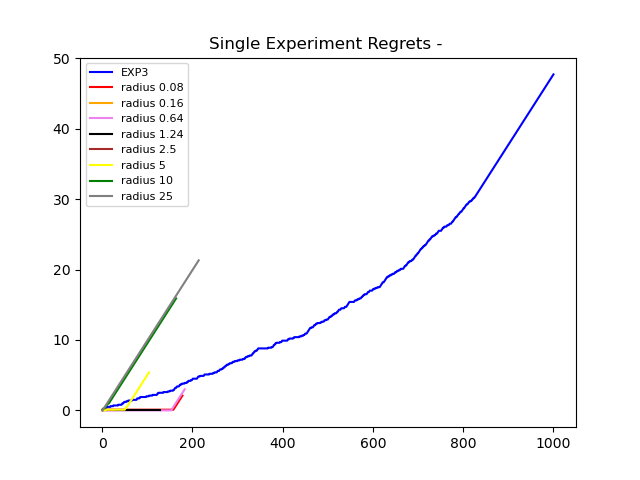 Single Experiment Regrets -
50
40
30
20
10
0
EXP3
radius 0.08
radius 0.16
radius 0.64
radius 1.24
radius 2.5
radius 5
radius 10
radius 25
0 200 400 600 800 1000